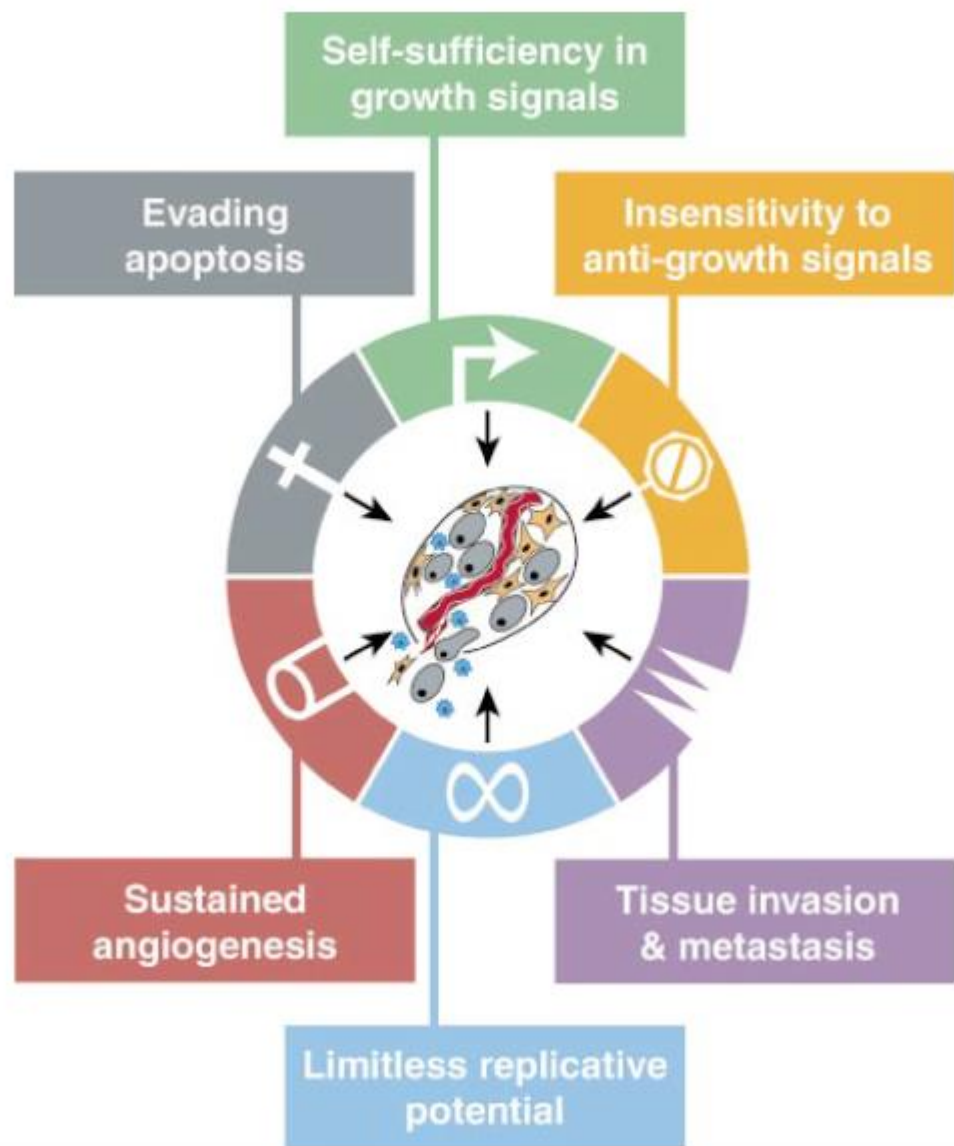 Self-sufficiency in
growth signals
Evading
apoptosis
Insensitivity to
anti-growth signals
Sustained
angiogenesis
Tissue invasion
& metastasis
Limitless replicative
potential